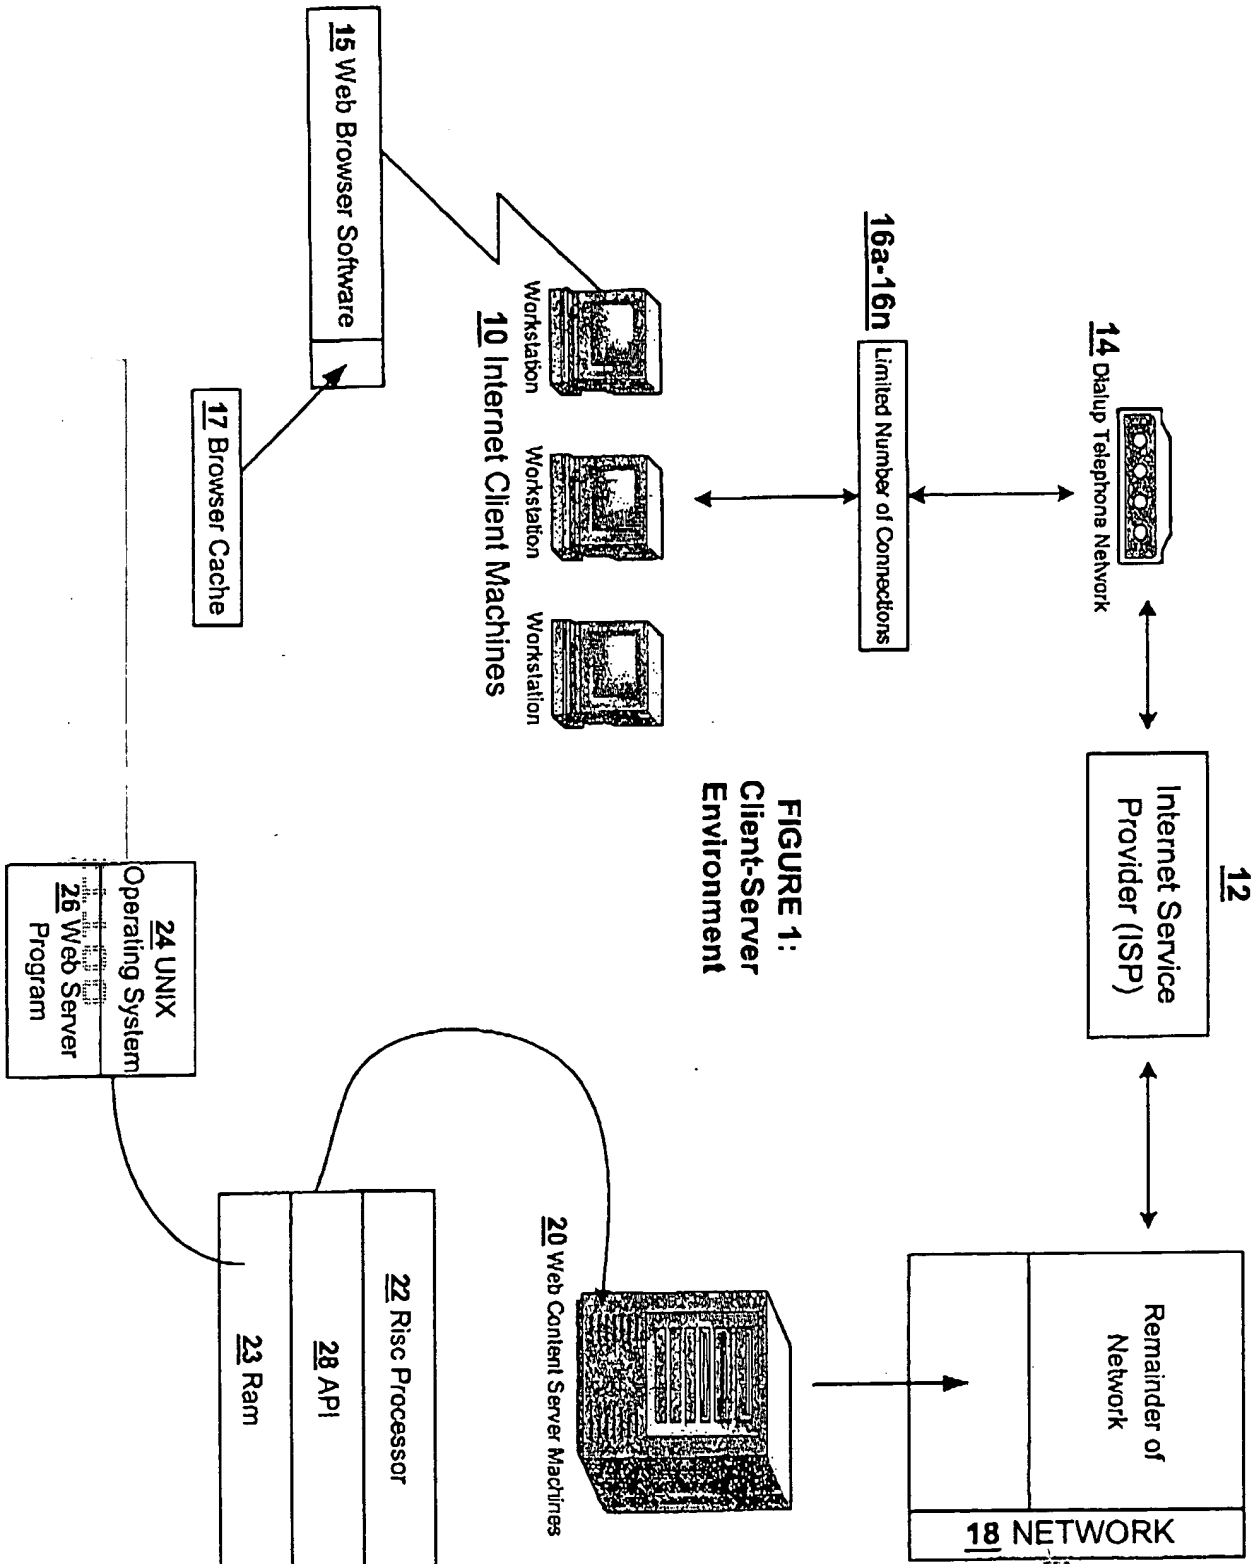 12
14 Dialup Telephone Network
Internet Service
Provider (ISP)
Remainder of
Network
18 NETWORK
16a-16n
Limited Number of Connections
FIGURE 1:
Client-Server
Environment
Workstation
Workstation
Workstation
10 Internet Client Machines
20 Web Content Server Machines
15 Web Browser Software
17 Browser Cache
22 Risc Processor
28 API
23 Ram
24 UNIX
Operating System
26 Web Server
Program